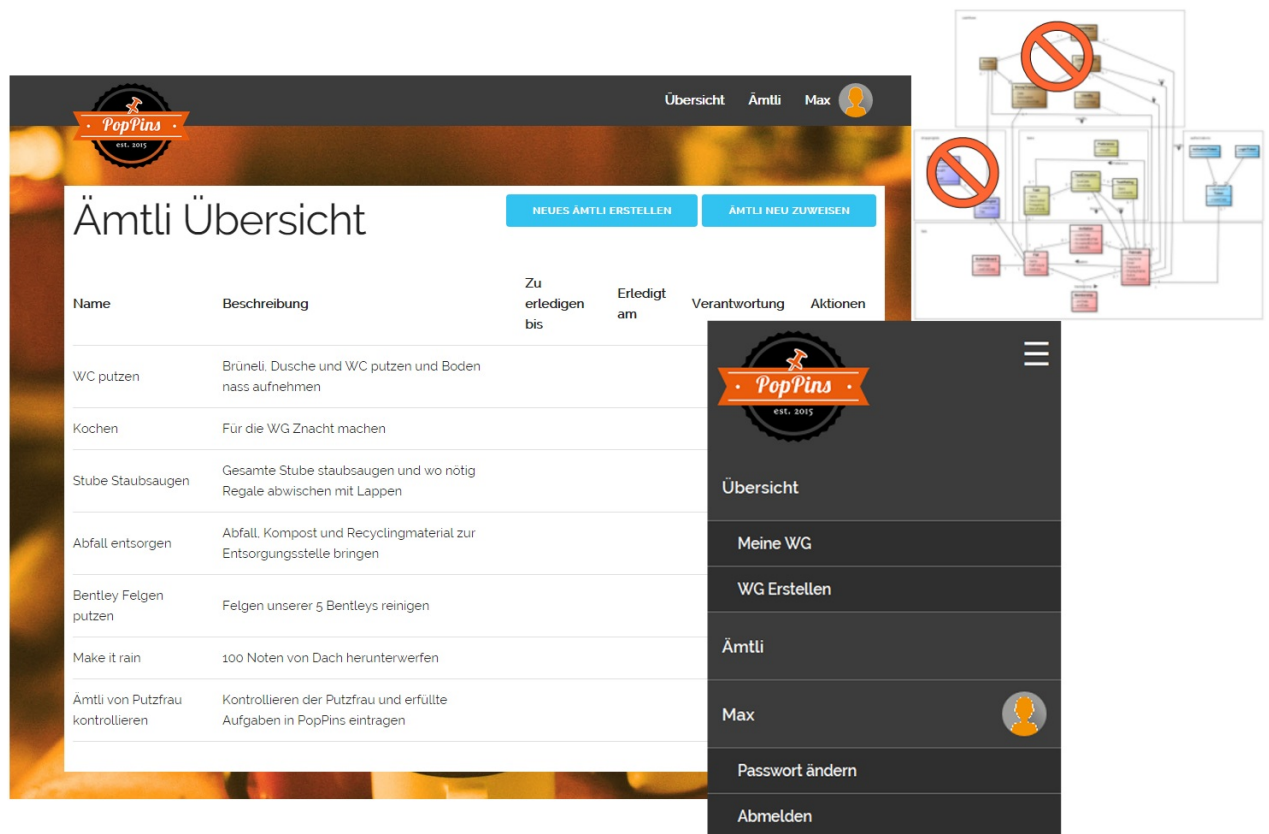 PopPins
est. 2015
Übersicht Ämtli Max
Ämtli Übersicht
NEUES ÄMTLI ERSTELLEN
ÄMTLI NEU ZUWEISEN
Name Beschreibung Zu erledigen bis Erledigt am Verantwortung Aktionen
WC putzen
Brüneli, Dusche und WC putzen und Boden
nass aufnehmen
Kochen
Für die WG Znacht machen
Stube Staubsaugen
Gesamte Stube staubsaugen und wo nötig
Regale abwischen mit Lappen
Abfall entsorgen
Abfall, Kompost und Recyclingmaterial zur
Entsorgungsstelle bringen
Bentley Felgen
putzen
Felgen unserer 5 Bentleys reinigen
Make it rain
100 Noten von Dach herunterwerfen
Ämtli von Putzfrau
kontrollieren
Kontrollieren der Putzfrau und erfüllte
Aufgaben in PopPins eintragen
PopPins
est. 2015
Übersicht
Meine WG
WG Erstellen
Ämtli
Max
Passwort ändern
Abmelden